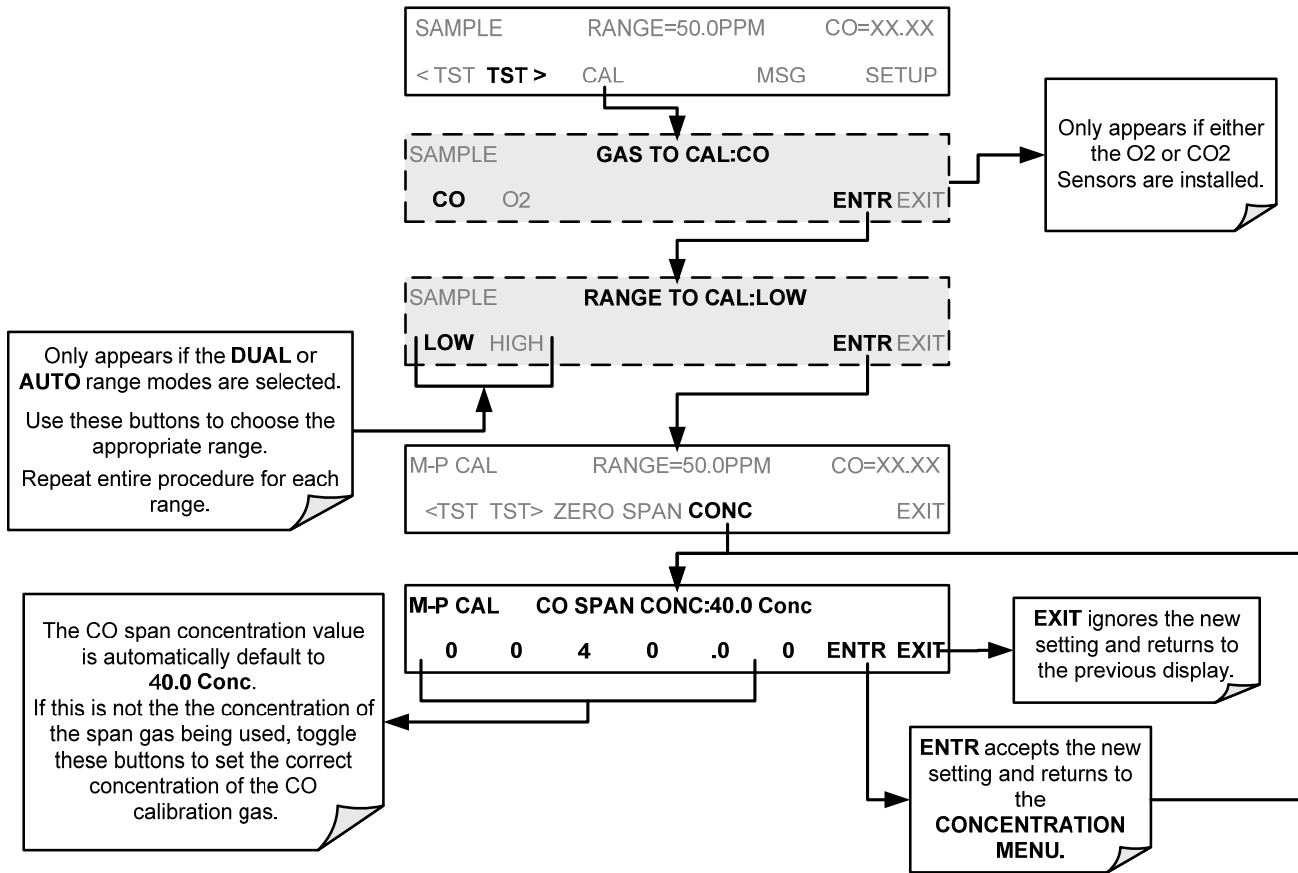 SAMPLE RANGE=50.0PPM CO=XX.XX
< TST TST > CAL MSG SETUP
Only appears if either
the O2 or CO2
Sensors are installed.
SAMPLE GAS TO CAL:CO
CO O2 ENTR EXIT
SAMPLE RANGE TO CAL:LOW
LOW HIGH ENTR EXIT
Only appears if the DUAL or
AUTO range modes are selected.
Use these buttons to choose the
appropriate range.
Repeat entire procedure for each
range.
M-P CAL RANGE=50.0PPM CO=XX.XX
<TST TST> ZERO SPAN CONC EXIT
M-P CAL CO SPAN CONC:40.0 Conc
0 0 4 0 .0 0 ENTR EXIT
The CO span concentration value
is automatically default to
40.0 Conc.
If this is not the the concentration of
the span gas being used, toggle
these buttons to set the correct
concentration of the CO
calibration gas.
EXIT ignores the new
setting and returns to
the previous display.
ENTR accepts the new
setting and returns to
the
CONCENTRATION
MENU.